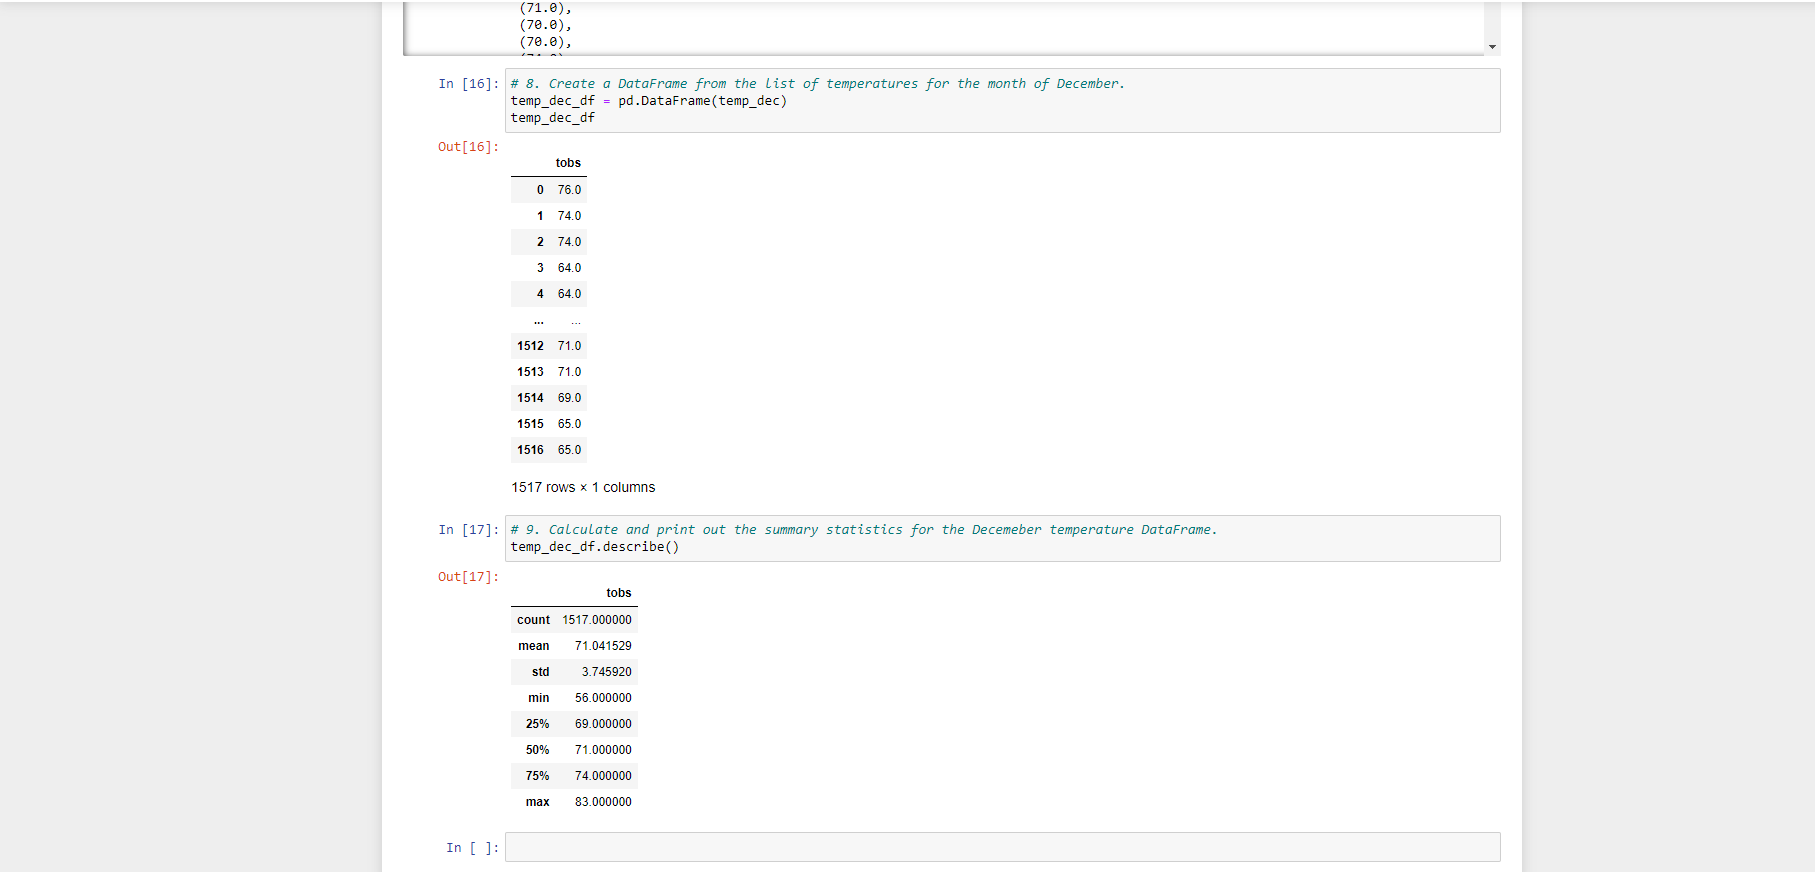 (71.0),
(70.0),
(70.0),
In [16]: # 8. Create a DataFrame from the list of temperatures for the month of December.
temp_dec_df = pd.DataFrame(temp_dec)
temp_dec_df
Out[16]:
tobs
0 76.0
1 74.0
2 74.0
3 64.0
4 64.0
... ...
1512 71.0
1513 71.0
1514 69.0
1515 65.0
1516 65.0
1517 rows × 1 columns
In [17]: # 9. Calculate and print out the summary statistics for the Decemeber temperature DataFrame.
temp_dec_df.describe()
Out[17]:
tobs
count 1517.000000
mean 71.041529
std 3.745920
min 56.000000
25% 69.000000
50% 71.000000
75% 74.000000
max 83.000000
In [ ]: